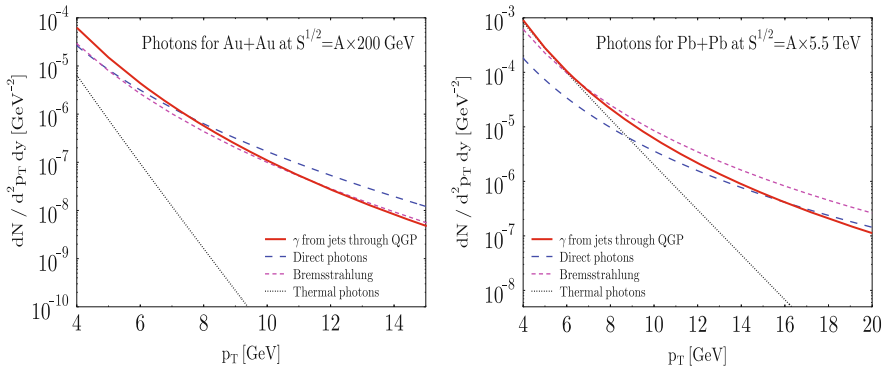 Photons for Au+Au at S^1/2=A×200 GeV
dN / d²p_T dy [GeV⁻²]
10⁻⁴
10⁻⁵
10⁻⁶
10⁻⁷
10⁻⁸
10⁻⁹
10⁻¹⁰
γ from jets through QGP
Direct photons
Bremsstrahlung
Thermal photons
4 6 8 10 12 14
p_T [GeV]
Photons for Pb+Pb at S^1/2=A×5.5 TeV
dN / d²p_T dy [GeV⁻²]
10⁻³
10⁻⁴
10⁻⁵
10⁻⁶
10⁻⁷
10⁻⁸
γ from jets through QGP
Direct photons
Bremsstrahlung
Thermal photons
4 6 8 10 12 14 16 18 20
p_T [GeV]